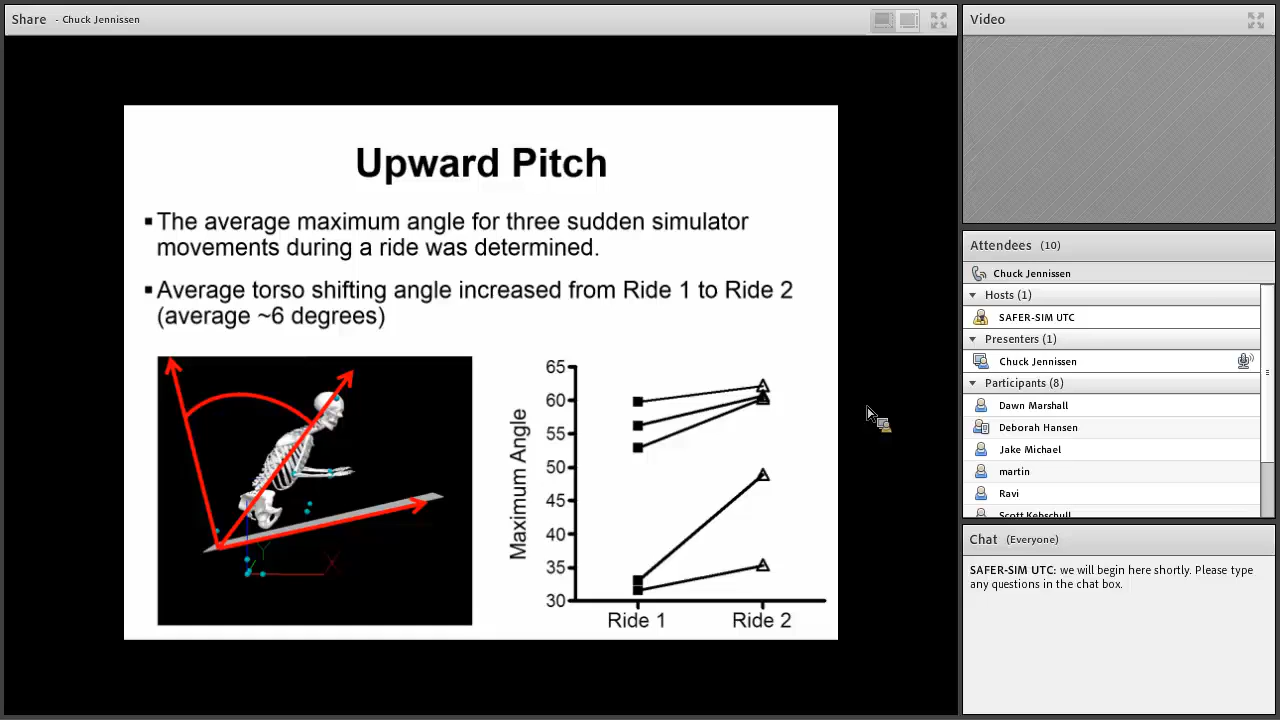 Share - Chuck Jennissen
Upward Pitch
▪The average maximum angle for three sudden simulator
movements during a ride was determined.
▪Average torso shifting angle increased from Ride 1 to Ride 2
(average ~6 degrees)
Y
X
Maximum Angle
65
60
55
50
45
40
35
30
Ride 1 Ride 2
Video
Attendees (10)
Chuck Jennissen
Hosts (1)
SAFER-SIM UTC
Presenters (1)
Chuck Jennissen
Participants (8)
Dawn Marshall
Deborah Hansen
Jake Michael
martin
Ravi
Scott Kebschull
Chat (Everyone)
SAFER-SIM UTC: we will begin here shortly. Please type
any questions in the chat box.